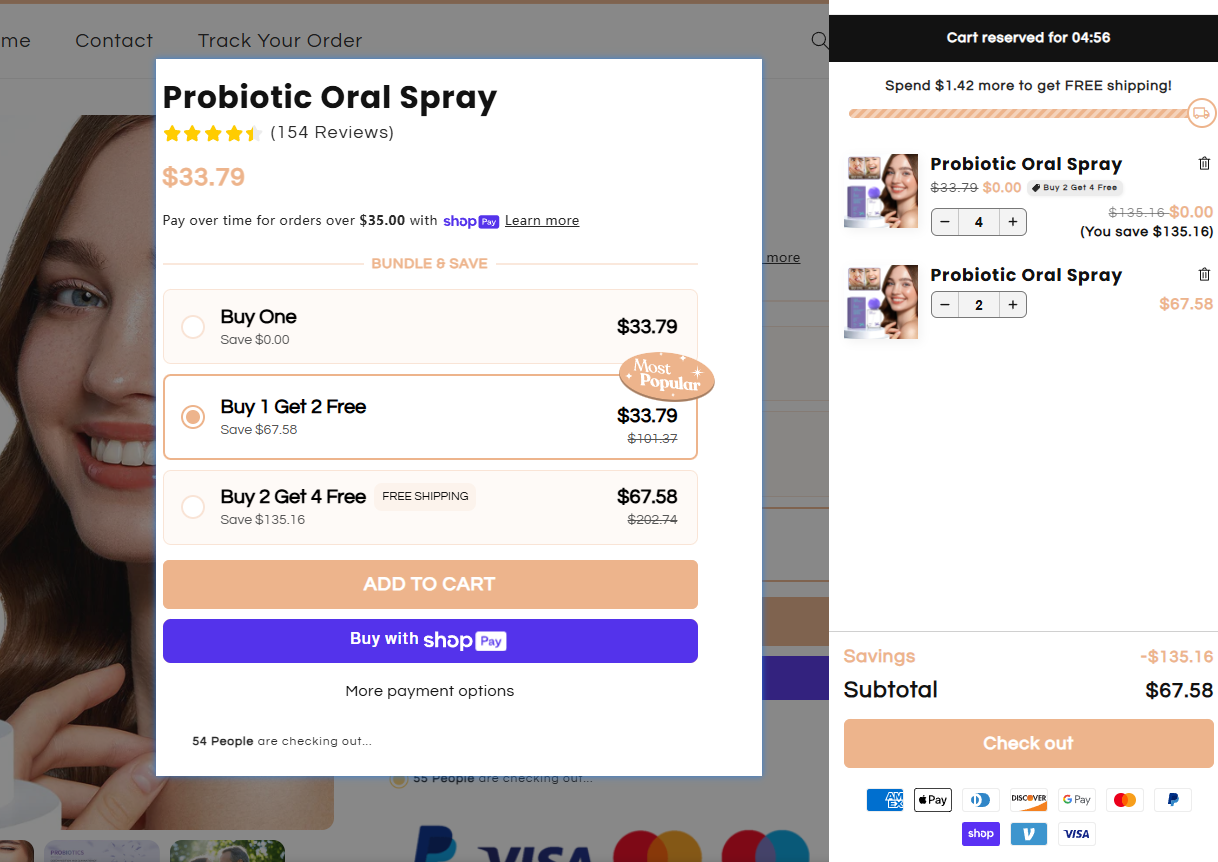 me Contact Track Your Order
Probiotic Oral Spray
(154 Reviews)
$33.79
Pay over time for orders over $35.00 with shop Pay Learn more
BUNDLE & SAVE
Buy One
Save $0.00
$33.79
Most
Popular
Buy 1 Get 2 Free
Save $67.58
$33.79
$101.37
Buy 2 Get 4 Free FREE SHIPPING
Save $135.16
$67.58
$202.74
ADD TO CART
Buy with shop Pay
More payment options
54 People are checking out...
more
55 People are checking out...
PROBIOTICS
VISA
Cart reserved for 04:56
Spend $1.42 more to get FREE shipping!
Probiotic Oral Spray
$33.79 $0.00 Buy 2 Get 4 Free
− 4 +
$135.16 $0.00
(You save $135.16)
Probiotic Oral Spray
− 2 +
$67.58
Savings -$135.16
Subtotal $67.58
Check out
AMEX Pay DISCOVER G Pay
shop VISA